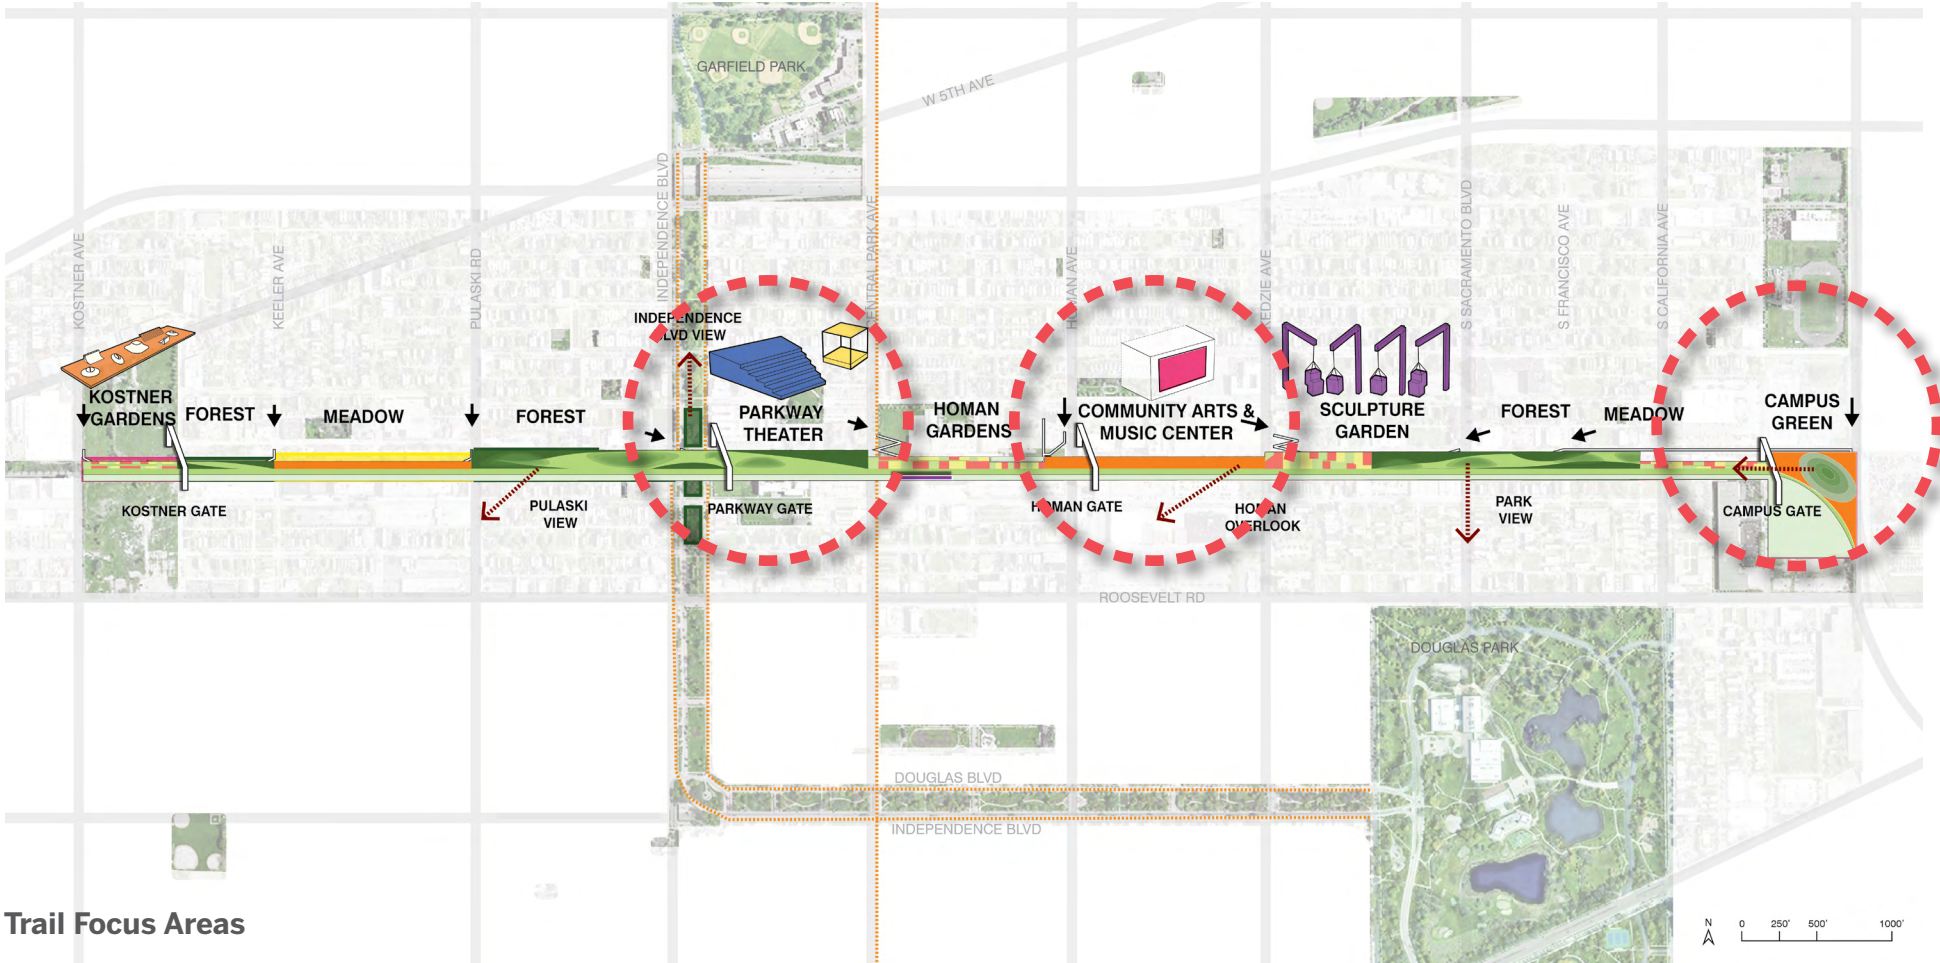 GARFIELD PARK
W 5TH AVE
KOSTNER AVE
KEELER AVE
PULASKI RD
INDEPENDENCE BLVD
CENTRAL PARK AVE
HOMAN AVE
KEDZIE AVE
S SACRAMENTO BLVD
S FRANCISCO AVE
S CALIFORNIA AVE
INDEPENDENCE
BLVD VIEW
KOSTNER
GARDENS
FOREST
MEADOW
FOREST
PARKWAY
THEATER
HOMAN
GARDENS
COMMUNITY ARTS &
MUSIC CENTER
SCULPTURE
GARDEN
FOREST
MEADOW
CAMPUS
GREEN
KOSTNER GATE
PULASKI
VIEW
PARKWAY GATE
HOMAN GATE
HOMAN
OVERLOOK
PARK
VIEW
CAMPUS GATE
ROOSEVELT RD
DOUGLAS PARK
DOUGLAS BLVD
INDEPENDENCE BLVD
Trail Focus Areas
N
0 250' 500' 1000'